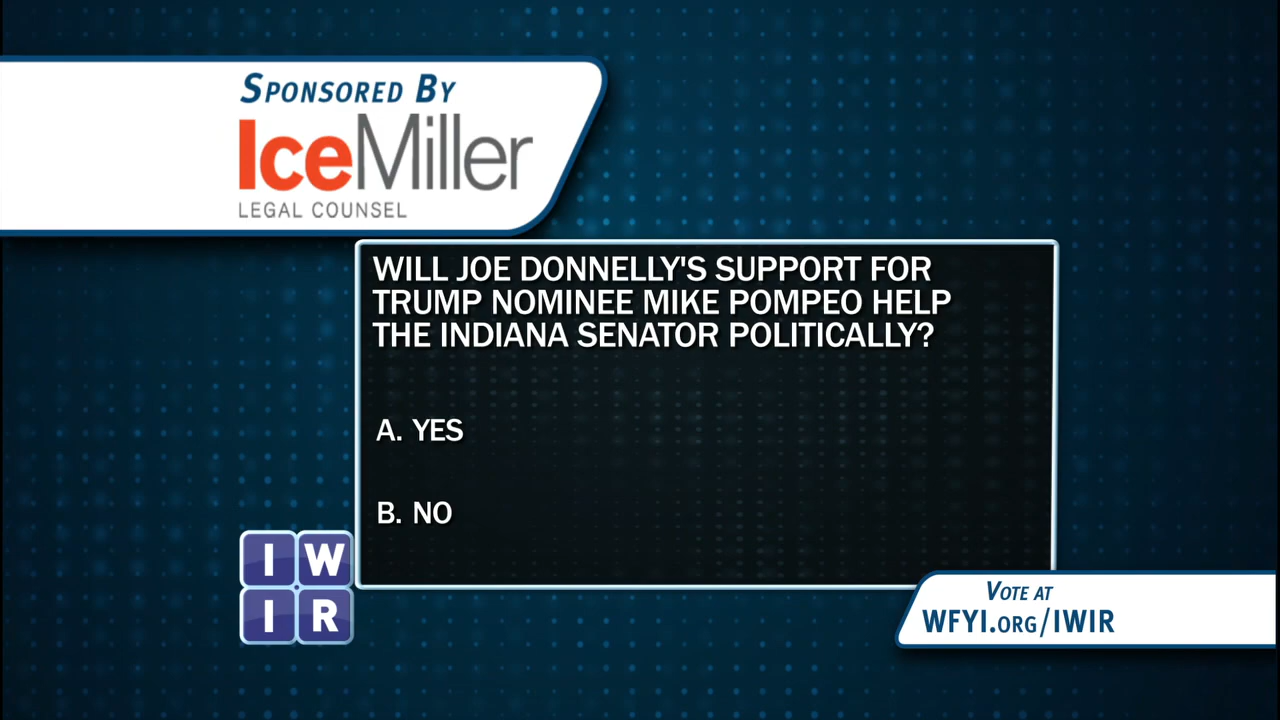 SPONSORED BY
IceMiller
LEGAL COUNSEL
WILL JOE DONNELLY'S SUPPORT FOR
TRUMP NOMINEE MIKE POMPEO HELP
THE INDIANA SENATOR POLITICALLY?
A. YES
B. NO
I W
I R
VOTE AT
WFYI.ORG/IWIR